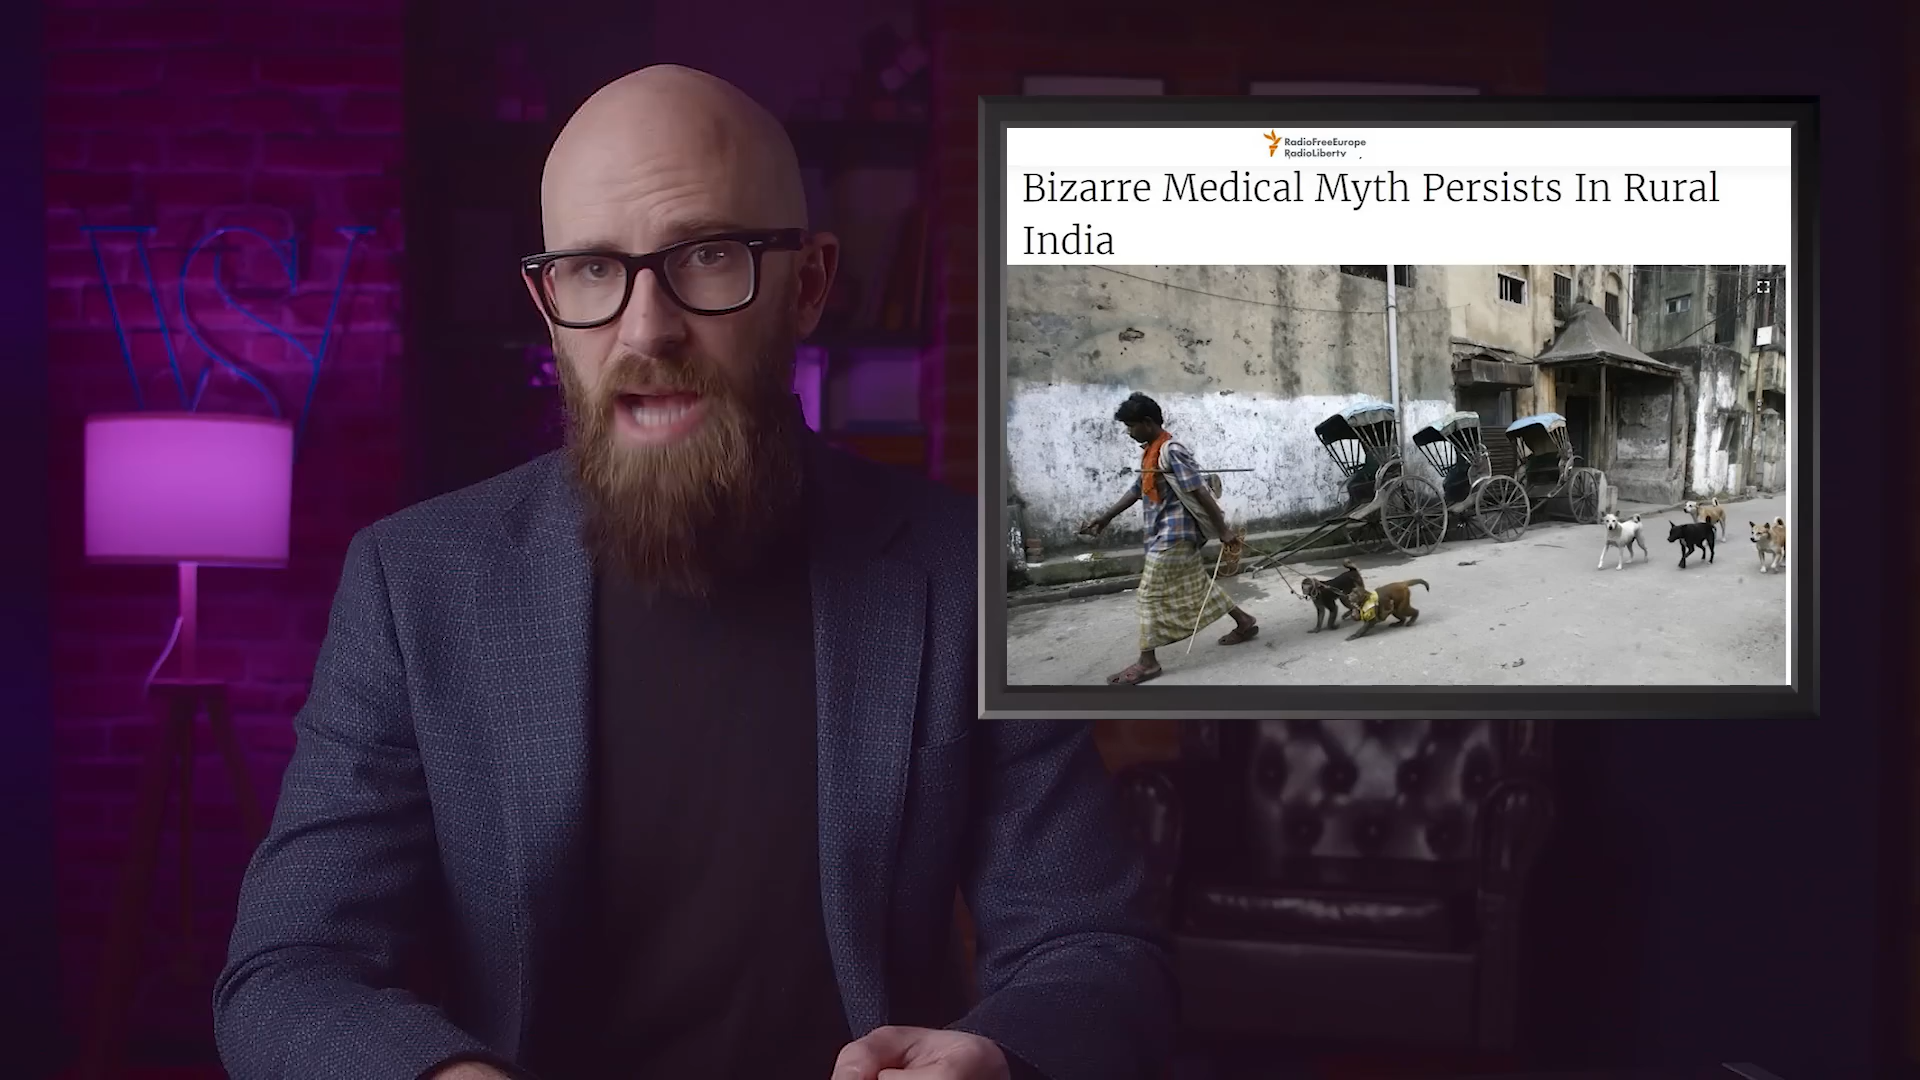 RadioFreeEurope
RadioLiberty
Bizarre Medical Myth Persists In Rural
India